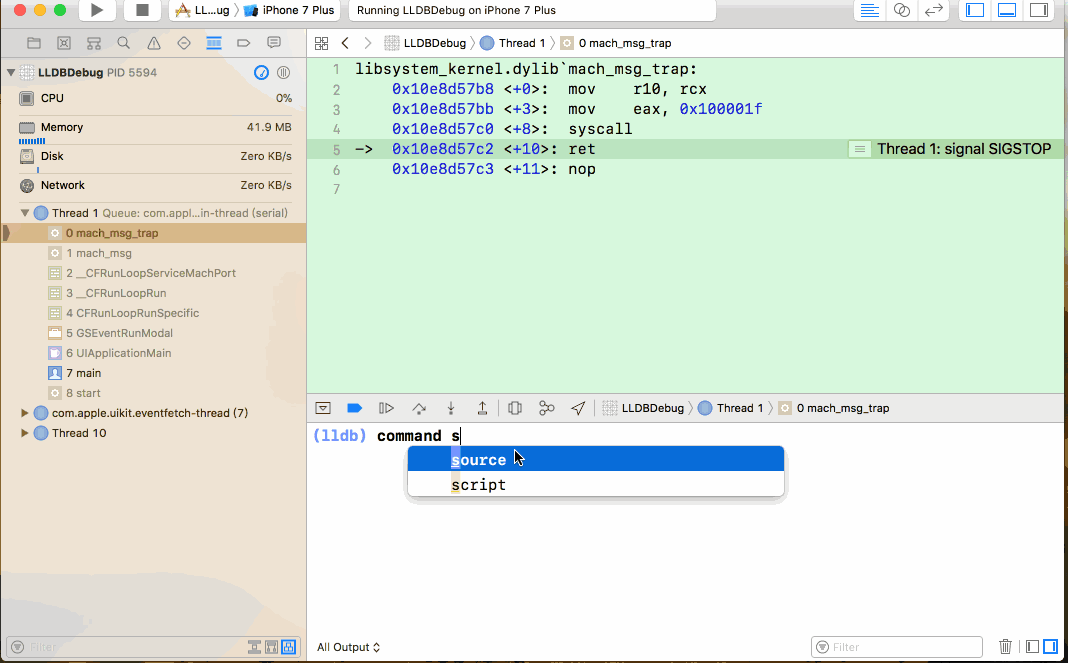 LL...ug 〉 iPhone 7 Plus
Running LLDBDebug on iPhone 7 Plus
LLDBDebug 〉 Thread 1 〉 0 mach_msg_trap
LLDBDebug PID 5594
CPU 0%
Memory 41.9 MB
Disk Zero KB/s
Network Zero KB/s
Thread 1 Queue: com.appl...in-thread (serial)
0 mach_msg_trap
1 mach_msg
2 __CFRunLoopServiceMachPort
3 __CFRunLoopRun
4 CFRunLoopRunSpecific
5 GSEventRunModal
6 UIApplicationMain
7 main
8 start
com.apple.uikit.eventfetch-thread (7)
Thread 10
Filter
1 libsystem_kernel.dylib`mach_msg_trap:
2 0x10e8d57b8 <+0>: mov r10, rcx
3 0x10e8d57bb <+3>: mov eax, 0x100001f
4 0x10e8d57c0 <+8>: syscall
5 -> 0x10e8d57c2 <+10>: ret Thread 1: signal SIGSTOP
6 0x10e8d57c3 <+11>: nop
7
LLDBDebug 〉 Thread 1 〉 0 mach_msg_trap
(lldb) command s
source
script
All Output
Filter